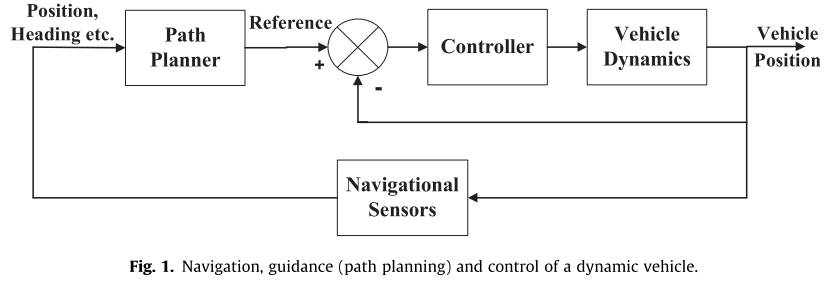 Position,
Heading etc.
Path
Planner
Reference
+
-
Controller
Vehicle
Dynamics
Vehicle
Position
Navigational
Sensors
Fig. 1. Navigation, guidance (path planning) and control of a dynamic vehicle.